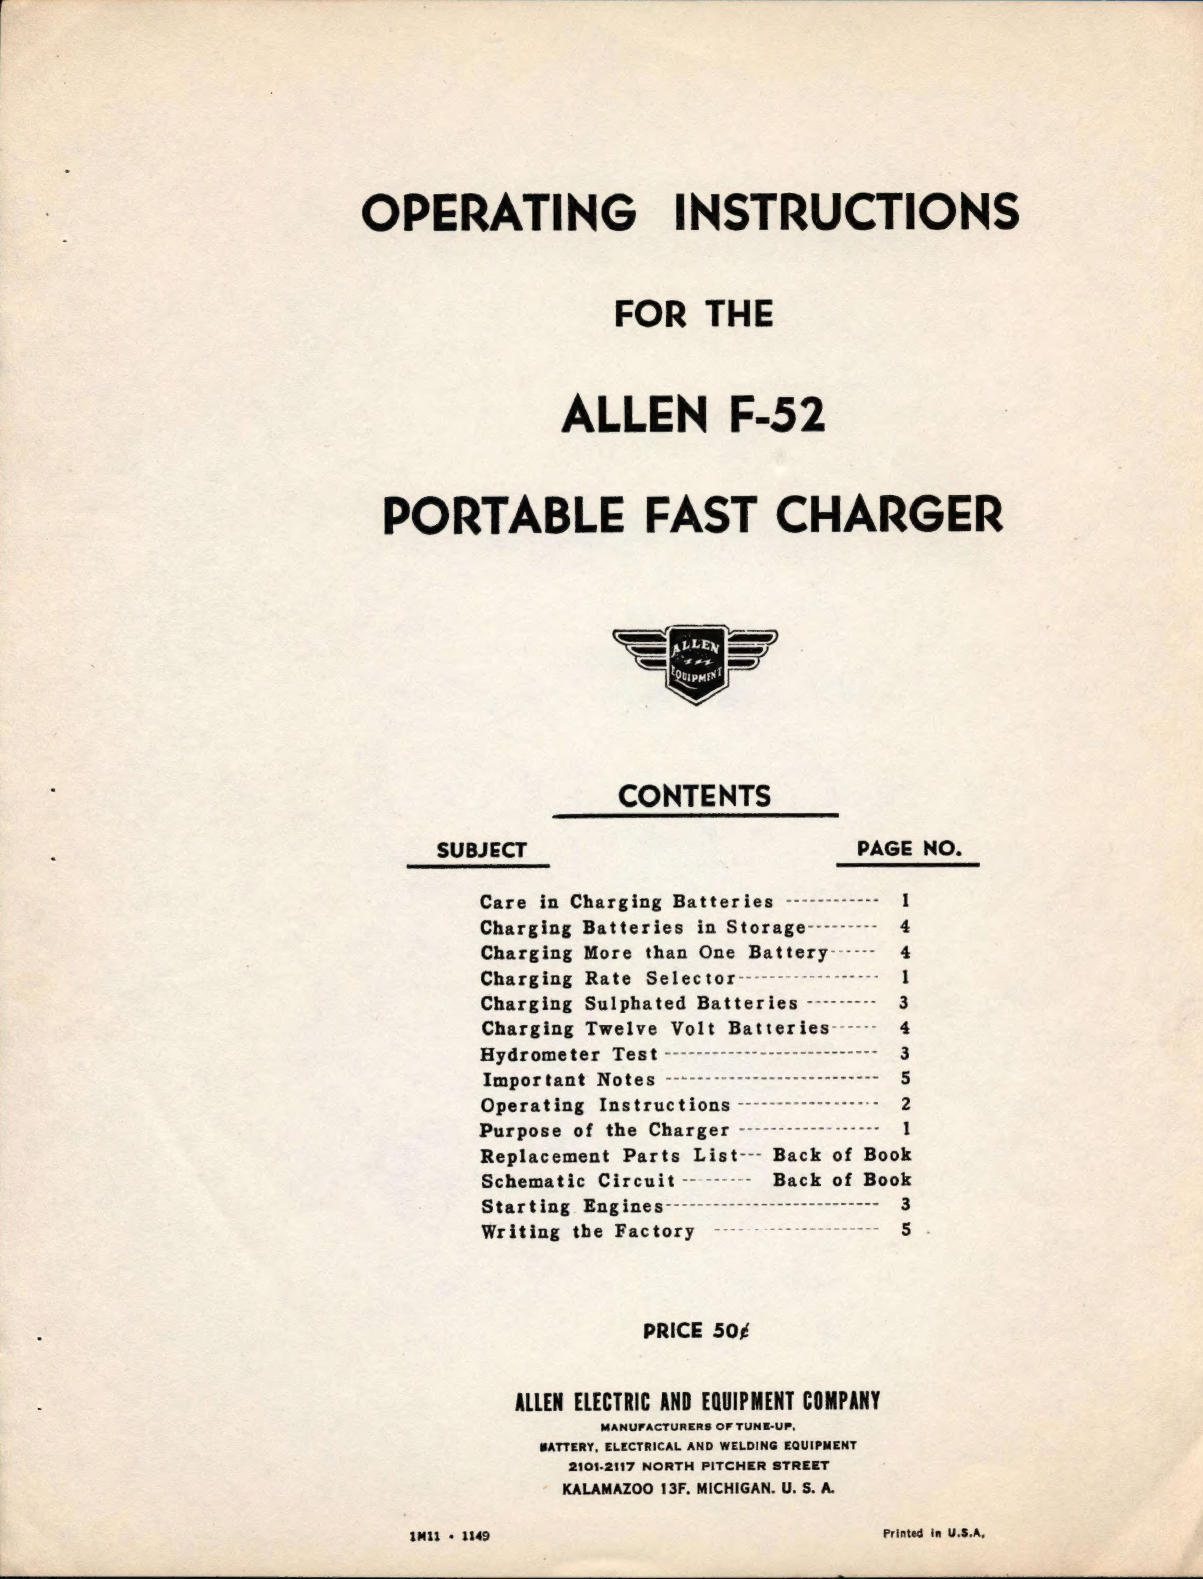 OPERATING INSTRUCTIONS
FOR THE
ALLEN F-52
PORTABLE FAST CHARGER
ALLEN
EQUIPMENT
CONTENTS
SUBJECT PAGE NO.
Care in Charging Batteries ------------ 1
Charging Batteries in Storage--------- 4
Charging More than One Battery------ 4
Charging Rate Selector------------------ 1
Charging Sulphated Batteries --------- 3
Charging Twelve Volt Batteries------ 4
Hydrometer Test --------------------------- 3
Important Notes --------------------------- 5
Operating Instructions ------------------ 2
Purpose of the Charger ------------------ 1
Replacement Parts List--- Back of Book
Schematic Circuit --------- Back of Book
Starting Engines--------------------------- 3
Writing the Factory --------------------- 5
PRICE 50¢
ALLEN ELECTRIC AND EQUIPMENT COMPANY
MANUFACTURERS OF TUNE-UP,
BATTERY, ELECTRICAL AND WELDING EQUIPMENT
2101-2117 NORTH PITCHER STREET
KALAMAZOO 13F, MICHIGAN. U. S. A.
1M11 • 1149 Printed in U.S.A.